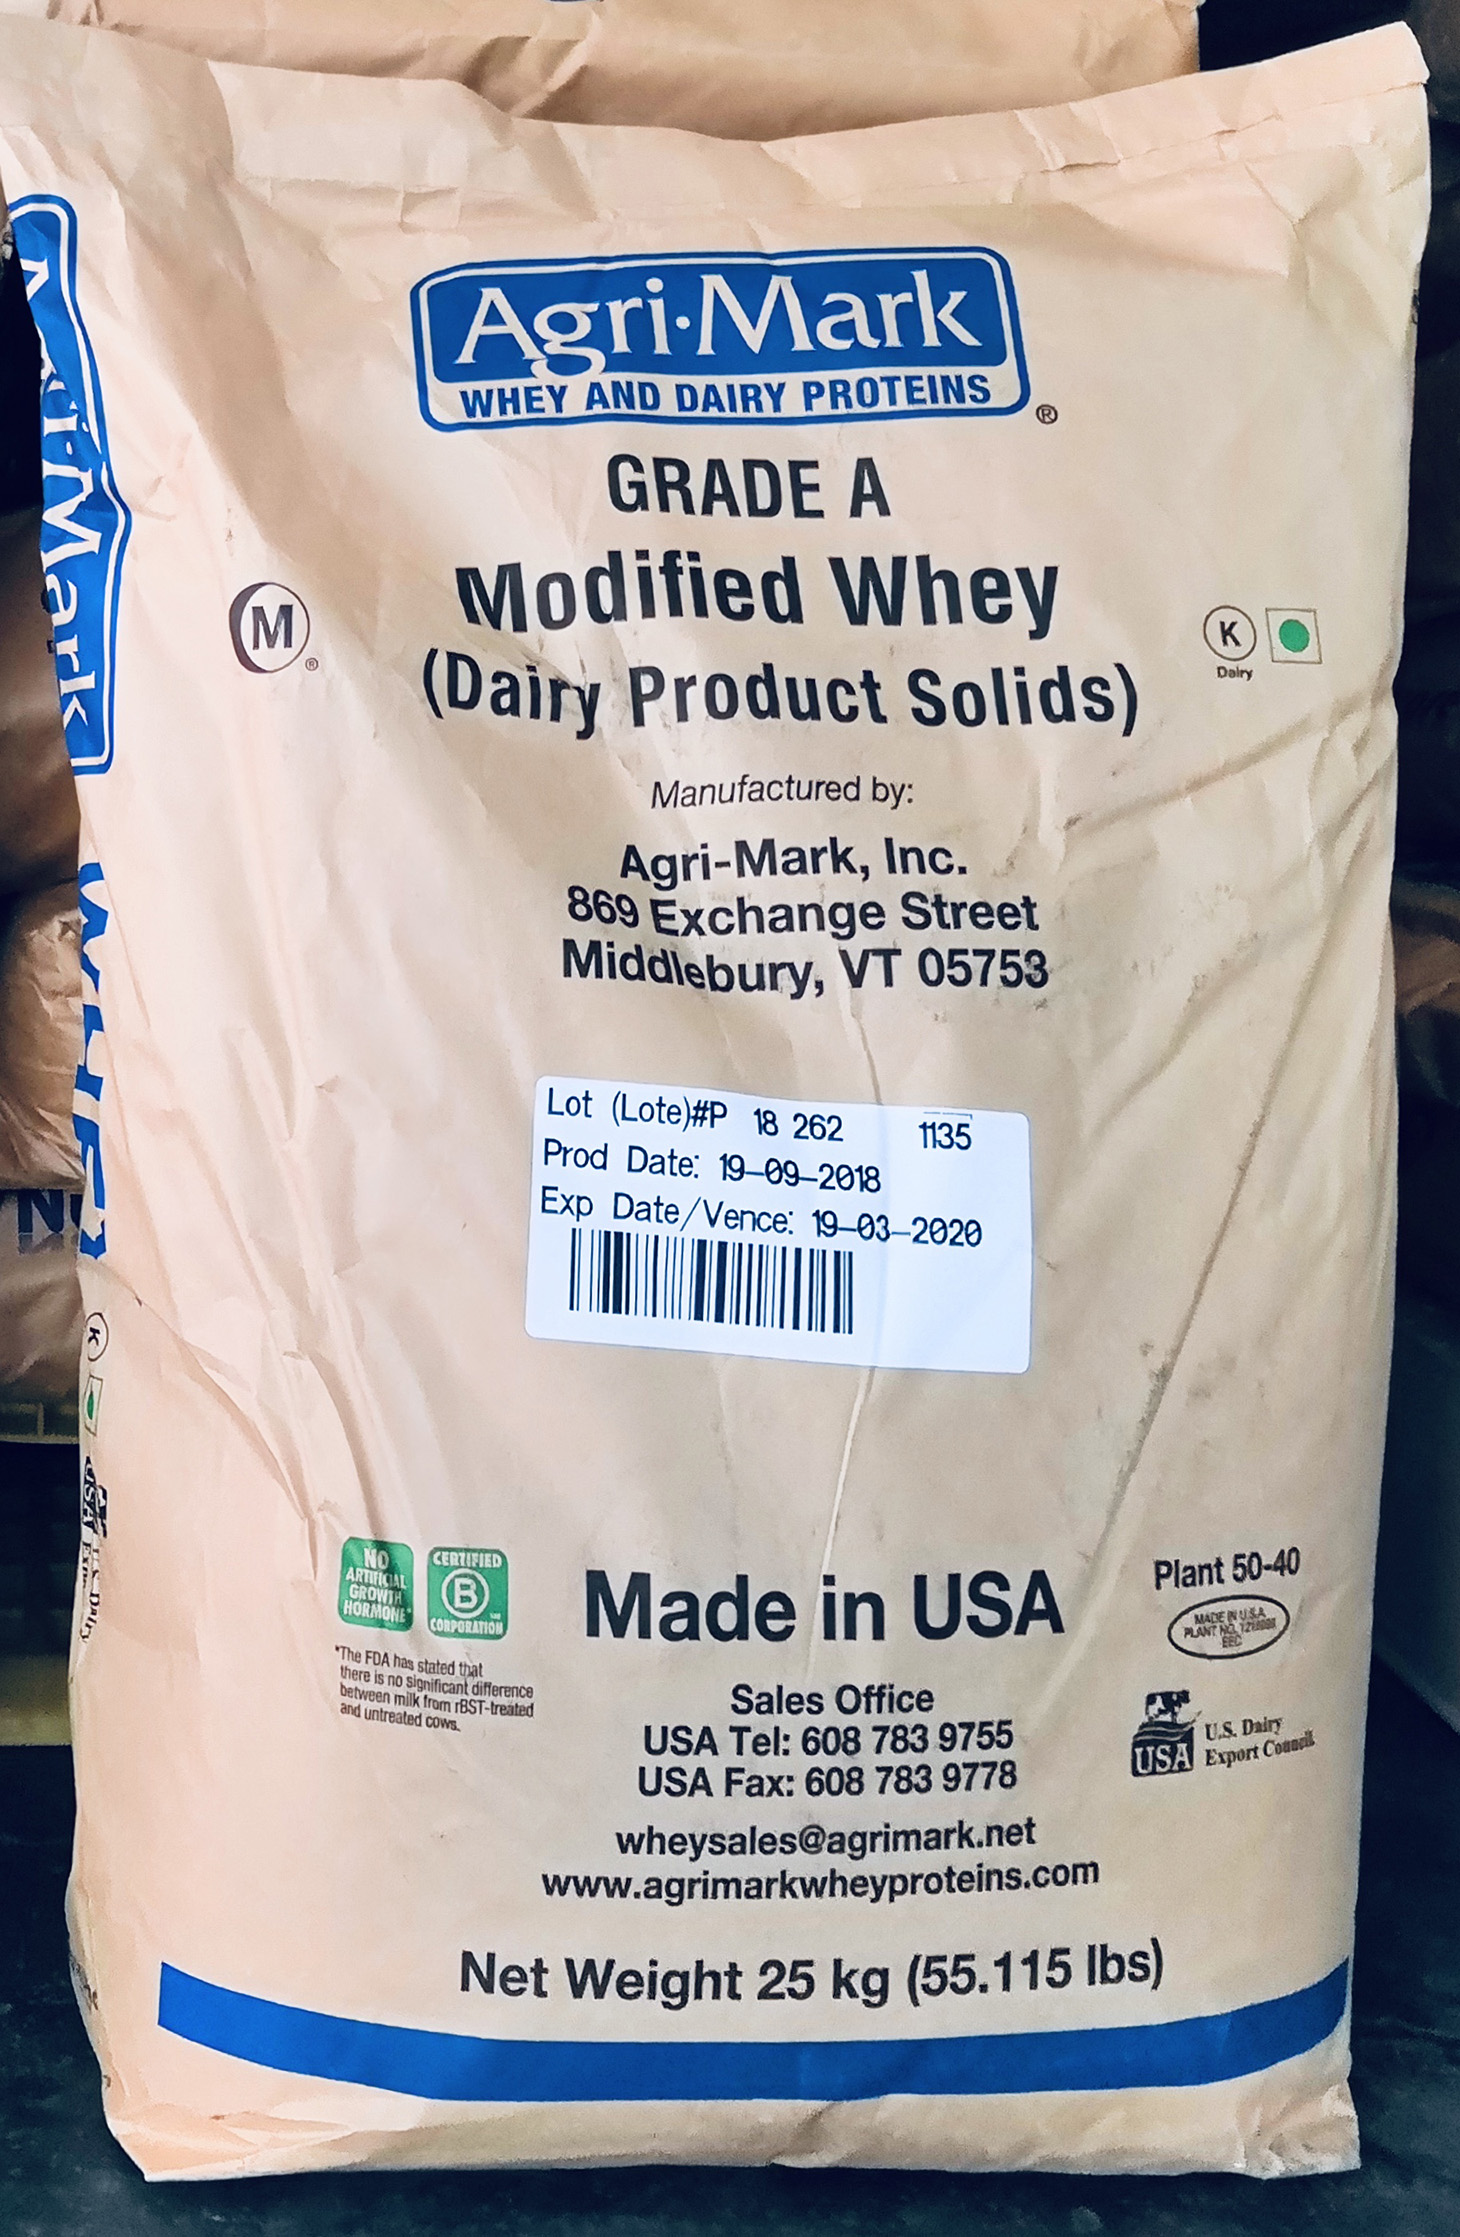 Agri·Mark
WHEY AND DAIRY PROTEINS
®
GRADE A
Modified Whey
(Dairy Product Solids)
M
®
K
Dairy
Manufactured by:
Agri-Mark, Inc.
869 Exchange Street
Middlebury, VT 05753
Lot (Lote)#P 18 262 1135
Prod Date: 19-09-2018
Exp Date/Vence: 19-03-2020
NO
ARTIFICIAL
GROWTH
HORMONE*
CERTIFIED
B
CORPORATION
*The FDA has stated that
there is no significant difference
between milk from rBST-treated
and untreated cows.
Made in USA
Plant 50-40
MADE IN U.S.A.
PLANT NO.
EEC
USA
U.S. Dairy
Export Council
Sales Office
USA Tel: 608 783 9755
USA Fax: 608 783 9778
wheysales@agrimark.net
www.agrimarkwheyproteins.com
Net Weight 25 kg (55.115 lbs)
Agri·Mark
K
USA